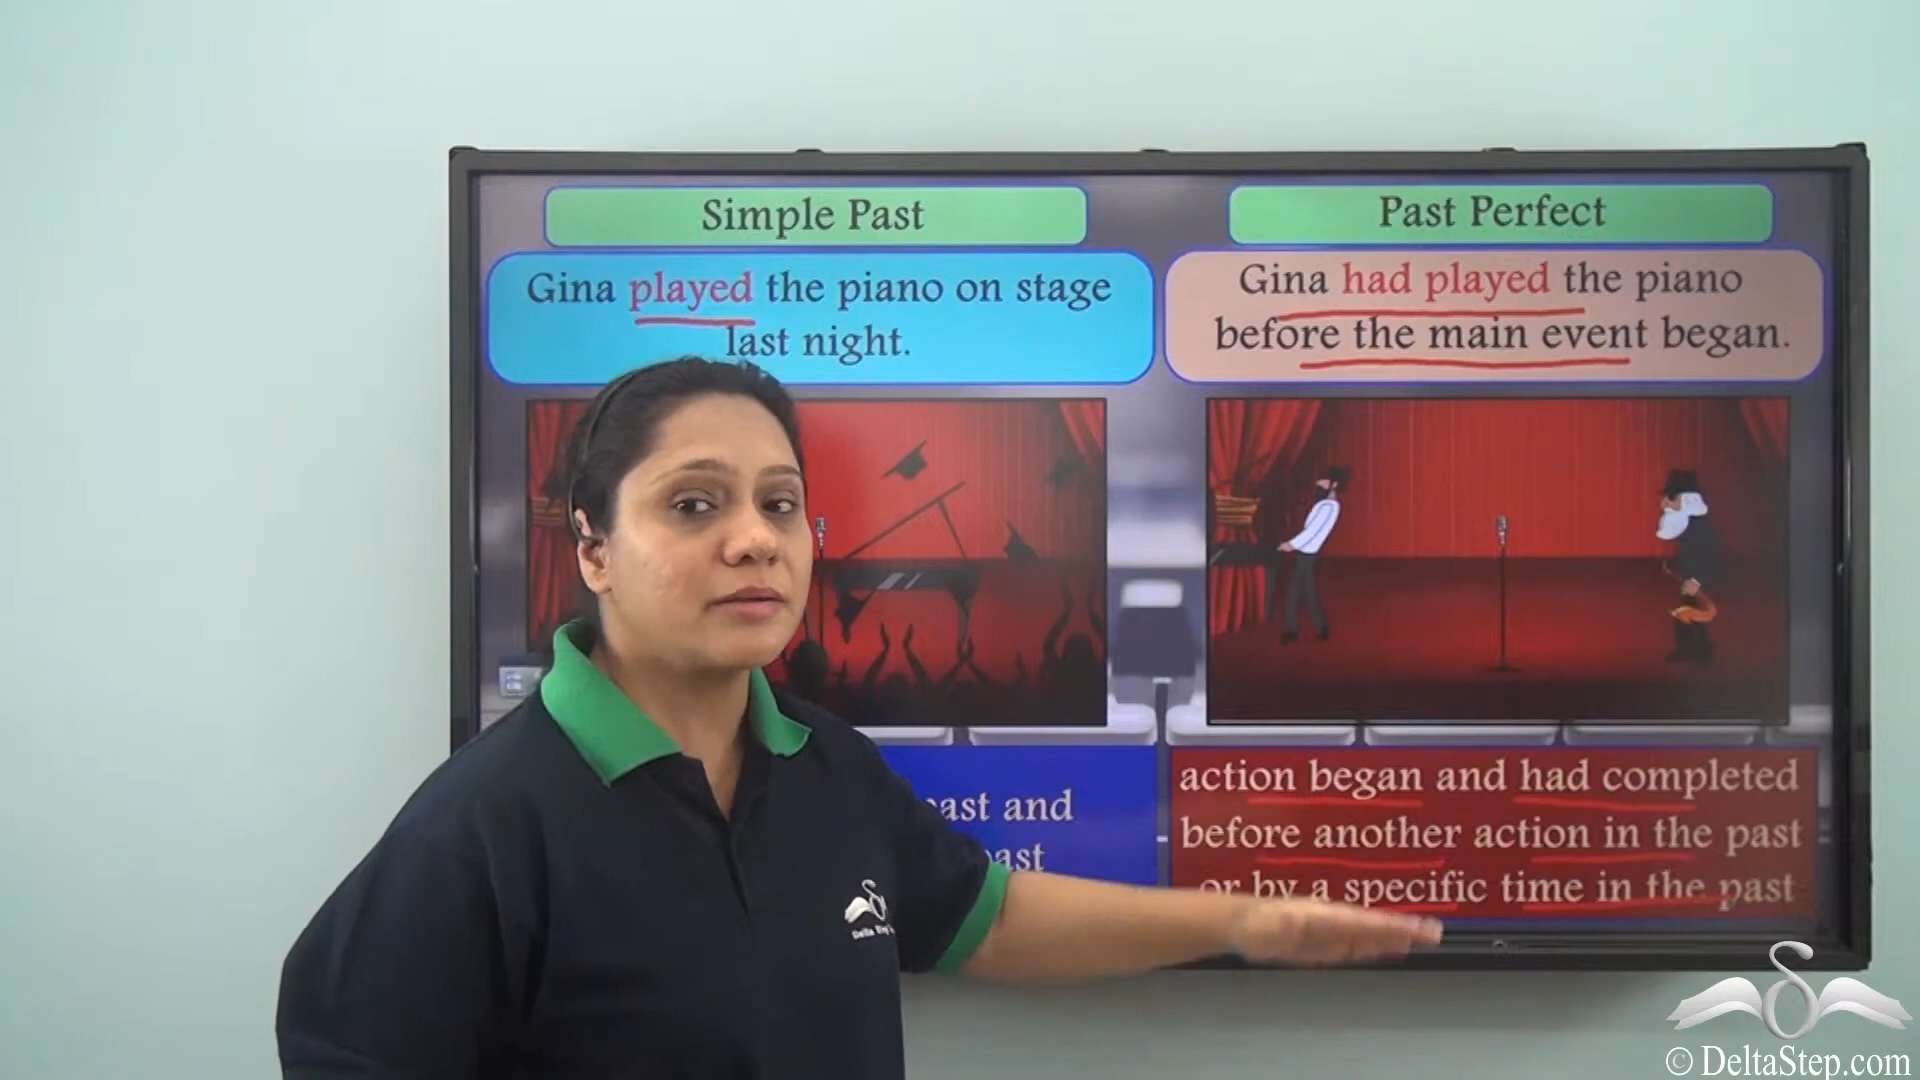 Simple Past
Gina played the piano on stage
last night.
Past Perfect
Gina had played the piano
before the main event began.
and
action began and had completed
before another action in the past
or by a specific time in the past
© DeltaStep.com